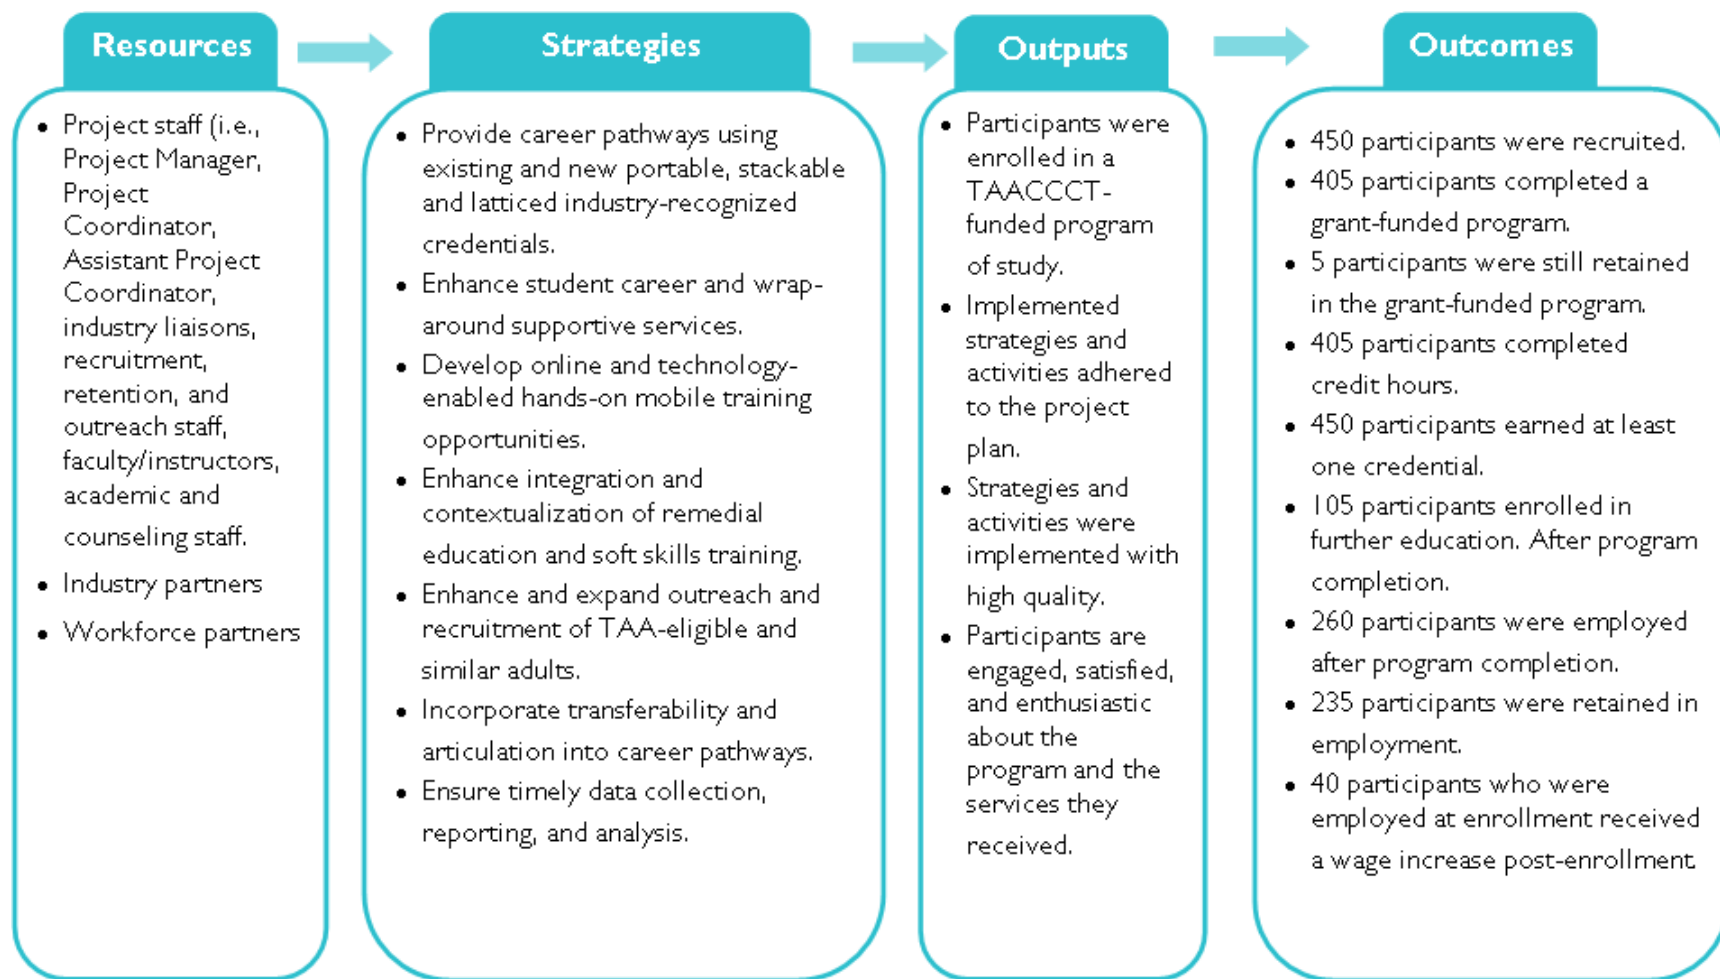 Resources
Strategies
Outputs
Outcomes
• Project staff (i.e.,
Project Manager,
Project
Coordinator,
Assistant Project
Coordinator,
industry liaisons,
recruitment,
retention, and
outreach staff,
faculty/instructors,
academic and
counseling staff.
• Industry partners
• Workforce partners
• Provide career pathways using
existing and new portable, stackable
and latticed industry-recognized
credentials.
• Enhance student career and wrap-
around supportive services.
• Develop online and technology-
enabled hands-on mobile training
opportunities.
• Enhance integration and
contextualization of remedial
education and soft skills training.
• Enhance and expand outreach and
recruitment of TAA-eligible and
similar adults.
• Incorporate transferability and
articulation into career pathways.
• Ensure timely data collection,
reporting, and analysis.
• Participants were
enrolled in a
TAACCCT-
funded program
of study.
• Implemented
strategies and
activities adhered
to the project
plan.
• Strategies and
activities were
implemented with
high quality.
• Participants are
engaged, satisfied,
and enthusiastic
about the
program and the
services they
received.
• 450 participants were recruited.
• 405 participants completed a
grant-funded program.
• 5 participants were still retained
in the grant-funded program.
• 405 participants completed
credit hours.
• 450 participants earned at least
one credential.
• 105 participants enrolled in
further education. After program
completion.
• 260 participants were employed
after program completion.
• 235 participants were retained in
employment.
• 40 participants who were
employed at enrollment received
a wage increase post-enrollment.